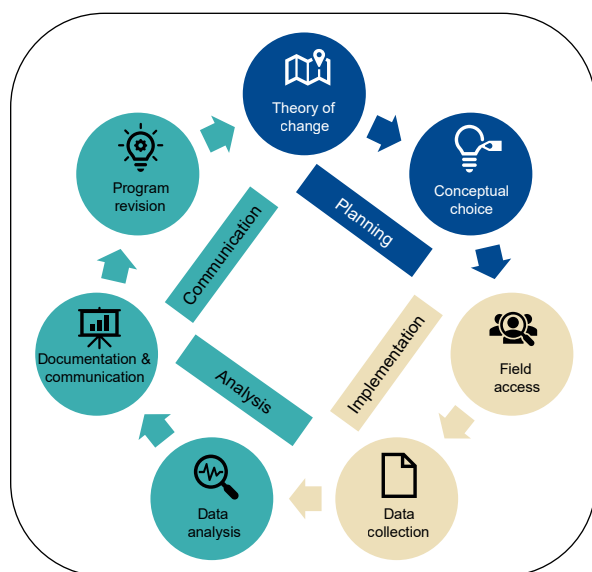 Theory of
change
Conceptual
choice
Field
access
Data
collection
Data
analysis
Documentation &
communication
Program
revision
Planning
Implementation
Analysis
Communication